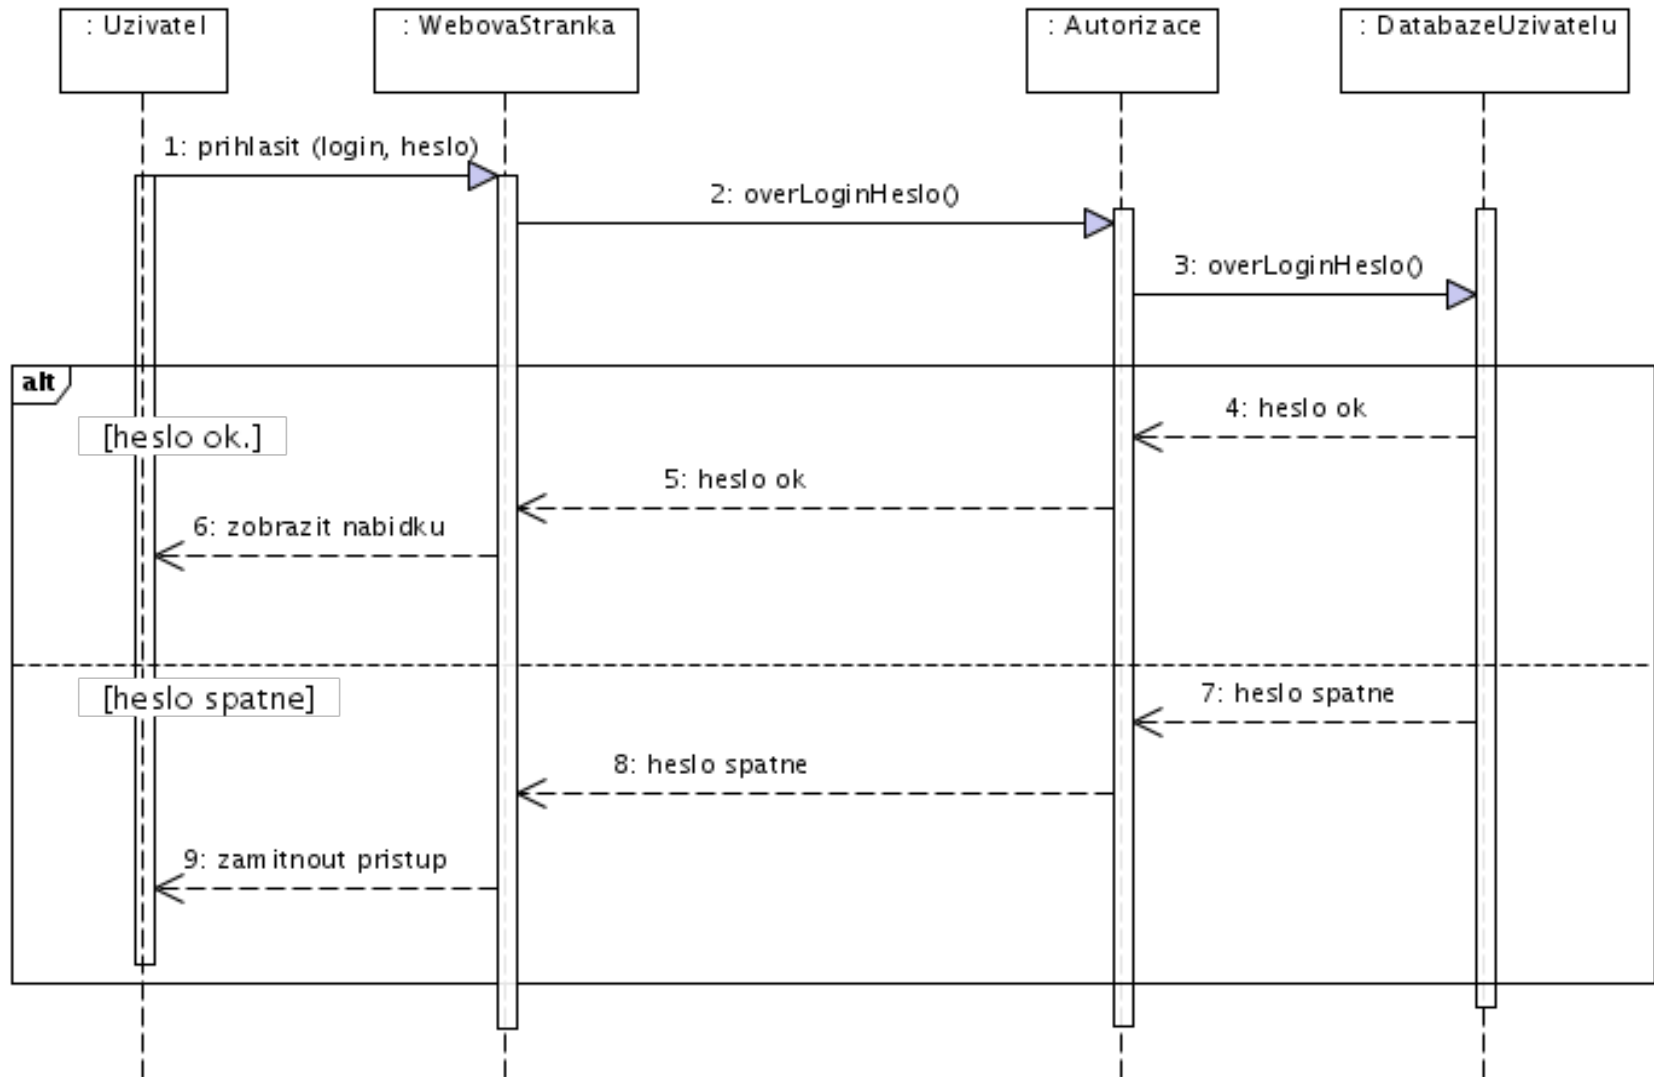 : Uzivatel
: WebovaStranka
: Autorizace
: DatabazeUzivatelu
1: prihlasit (login, heslo)
2: overLoginHeslo()
3: overLoginHeslo()
alt
[heslo ok.]
4: heslo ok
5: heslo ok
6: zobrazit nabidku
[heslo spatne]
7: heslo spatne
8: heslo spatne
9: zamitnout pristup